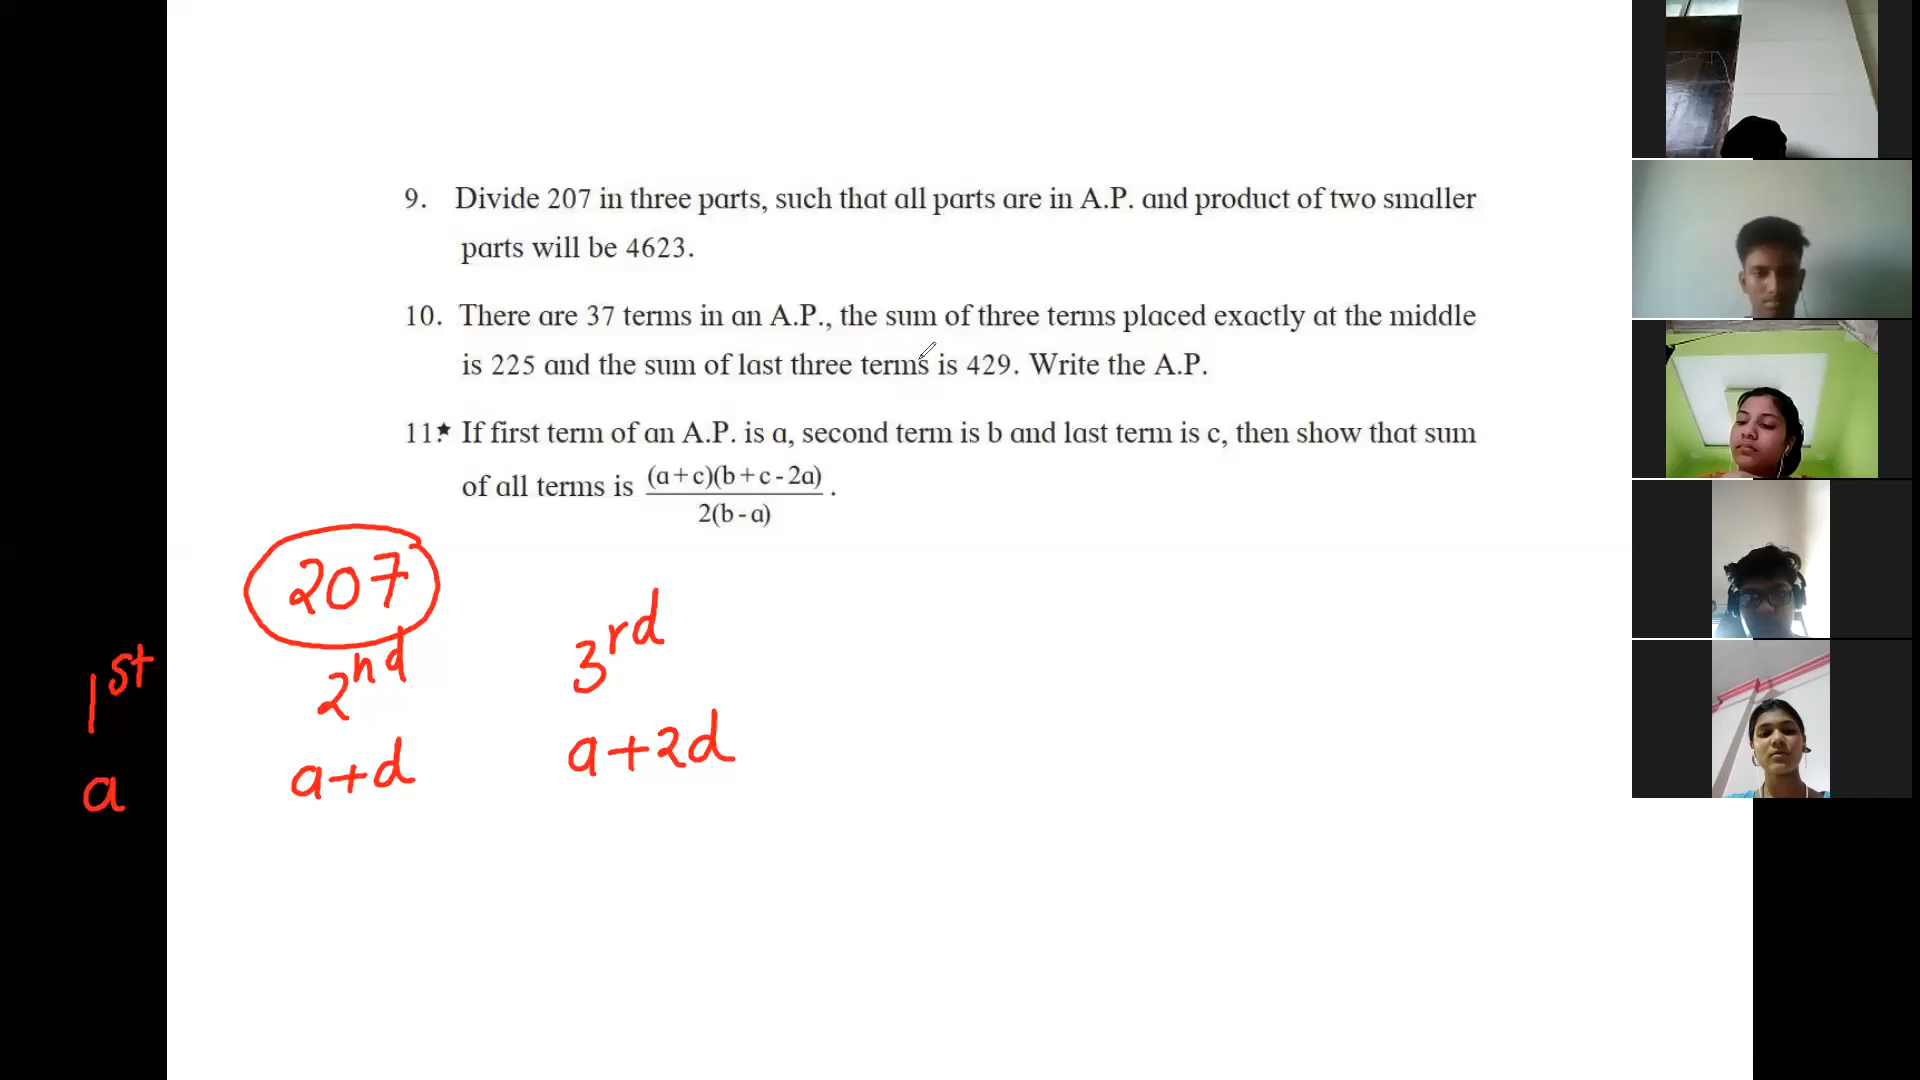 9. Divide 207 in three parts, such that all parts are in A.P. and product of two smaller
parts will be 4623.
10. There are 37 terms in an A.P., the sum of three terms placed exactly at the middle
is 225 and the sum of last three terms is 429. Write the A.P.
11.★ If first term of an A.P. is a, second term is b and last term is c, then show that sum
of all terms is (a+c)(b+c-2a) / 2(b-a) .
207
1st 2nd 3rd
a a+d a+2d